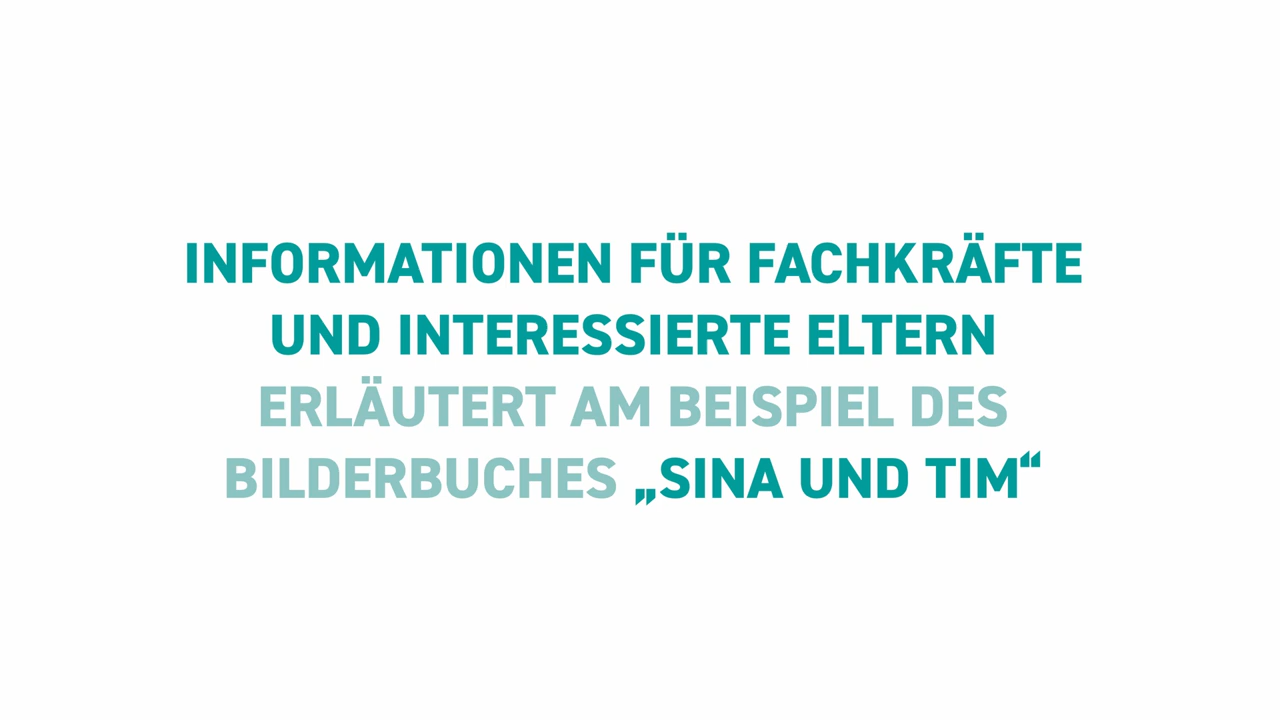 INFORMATIONEN FÜR FACHKRÄFTE
UND INTERESSIERTE ELTERN
ERLÄUTERT AM BEISPIEL DES
BILDERBUCHES „SINA UND TIM“